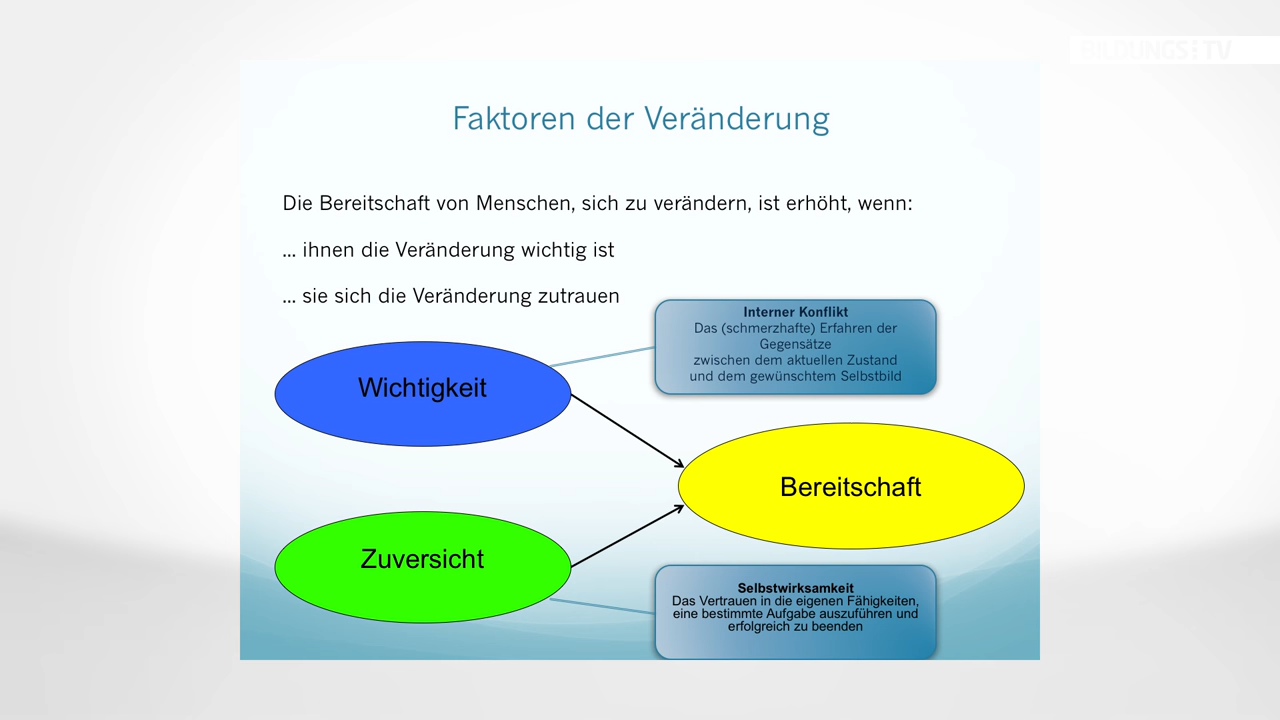 BILDUNGS:TV
Faktoren der Veränderung
Die Bereitschaft von Menschen, sich zu verändern, ist erhöht, wenn:
... ihnen die Veränderung wichtig ist
... sie sich die Veränderung zutrauen
Interner Konflikt
Das (schmerzhafte) Erfahren der
Gegensätze
zwischen dem aktuellen Zustand
und dem gewünschtem Selbstbild
Wichtigkeit
Bereitschaft
Zuversicht
Selbstwirksamkeit
Das Vertrauen in die eigenen Fähigkeiten,
eine bestimmte Aufgabe auszuführen und
erfolgreich zu beenden